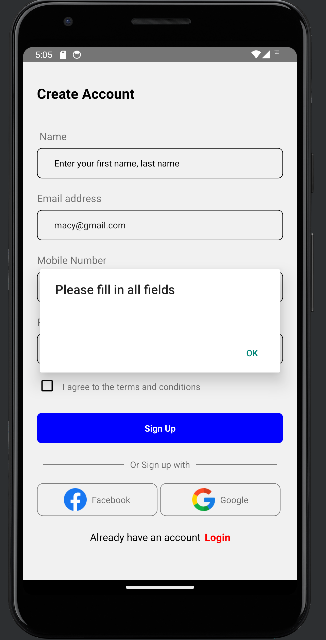 5:05
Create Account
Name
Enter your first name, last name
Email address
macy@gmail.com
Mobile Number
Please fill in all fields
OK
I agree to the terms and conditions
Sign Up
Or Sign up with
Facebook
Google
Already have an account Login